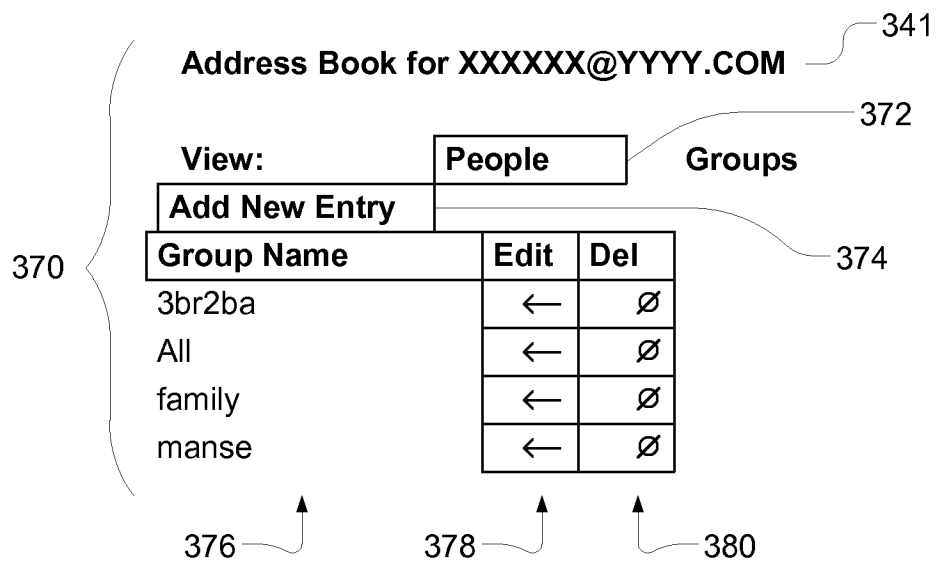 341
Address Book for XXXXXX@YYYY.COM
372
View: People Groups
Add New Entry
374
370
Group Name Edit Del
3br2ba ← ∅
All ← ∅
family ← ∅
manse ← ∅
376 378 380